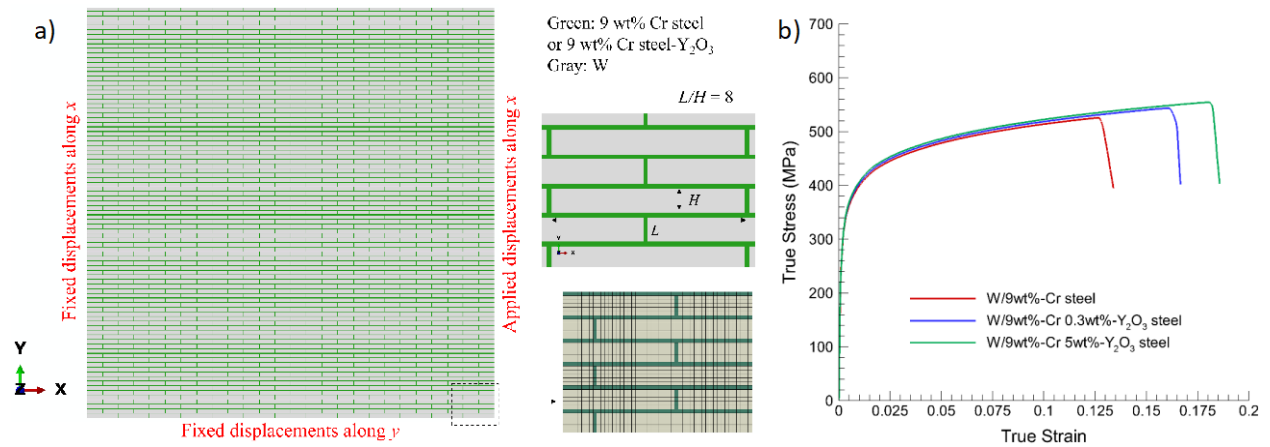 a)
Fixed displacements along x
Applied displacements along x
Fixed displacements along y
Y
Z
X
Green: 9 wt% Cr steel
or 9 wt% Cr steel-Y₂O₃
Gray: W
L/H = 8
H
L
Y
X
b)
True Stress (MPa)
700
600
500
400
300
200
100
0
0
0.025
0.05
0.075
0.1
0.125
0.15
0.175
0.2
True Strain
W/9wt%-Cr steel
W/9wt%-Cr 0.3wt%-Y₂O₃ steel
W/9wt%-Cr 5wt%-Y₂O₃ steel